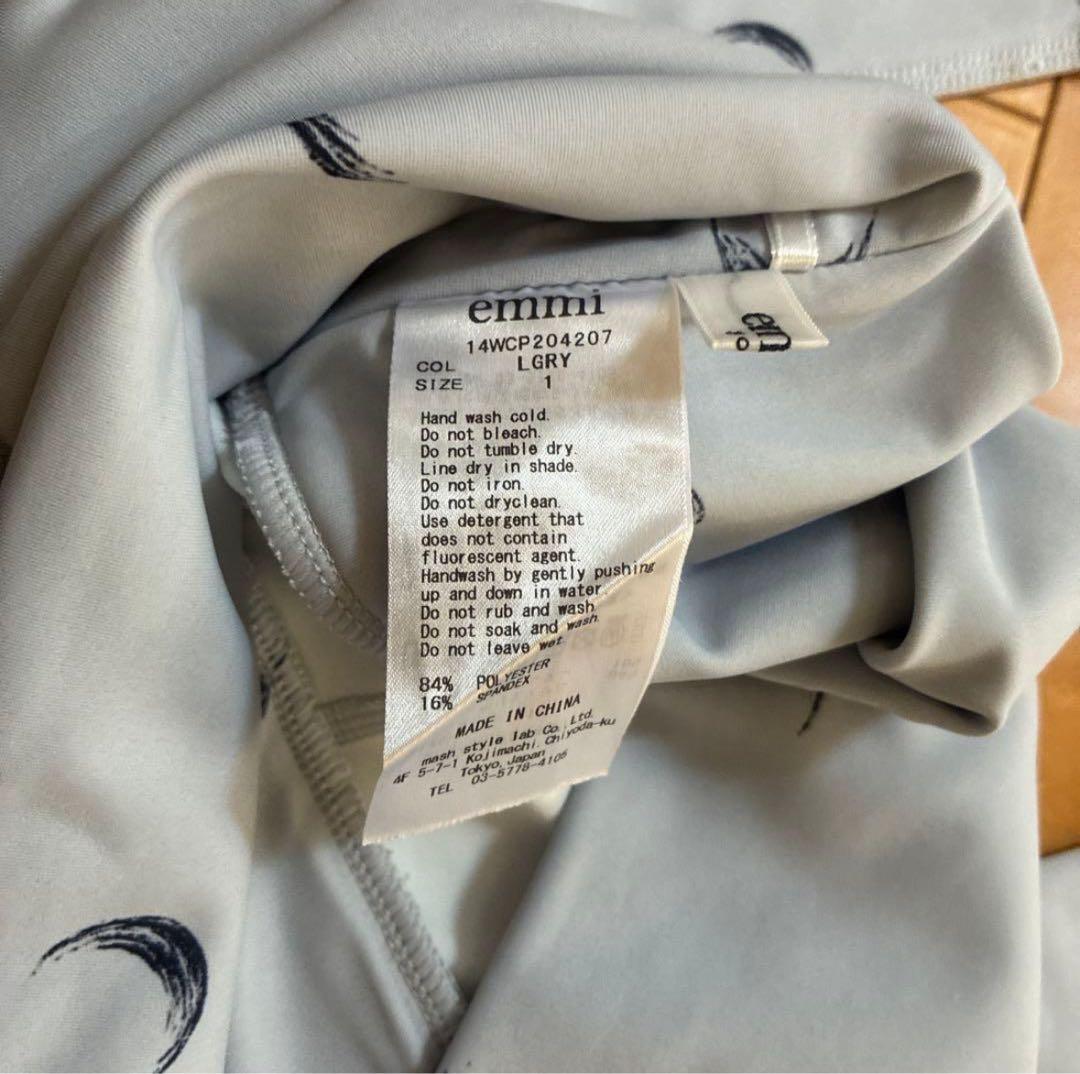 emmi
14WCP204207
COL LGRY
SIZE 1
Hand wash cold.
Do not bleach.
Do not tumble dry.
Line dry in shade.
Do not iron.
Do not dryclean.
Use detergent that
does not contain
fluorescent agent.
Handwash by gently pushing
up and down in water.
Do not rub and wash.
Do not soak and wash.
Do not leave wet.
84% POLYESTER
16% SPANDEX
MADE IN CHINA
mash style lab Co., Ltd.
4F 5-7-1 Kojimachi, Chiyoda-ku
Tokyo, Japan
TEL 03-5778-4105